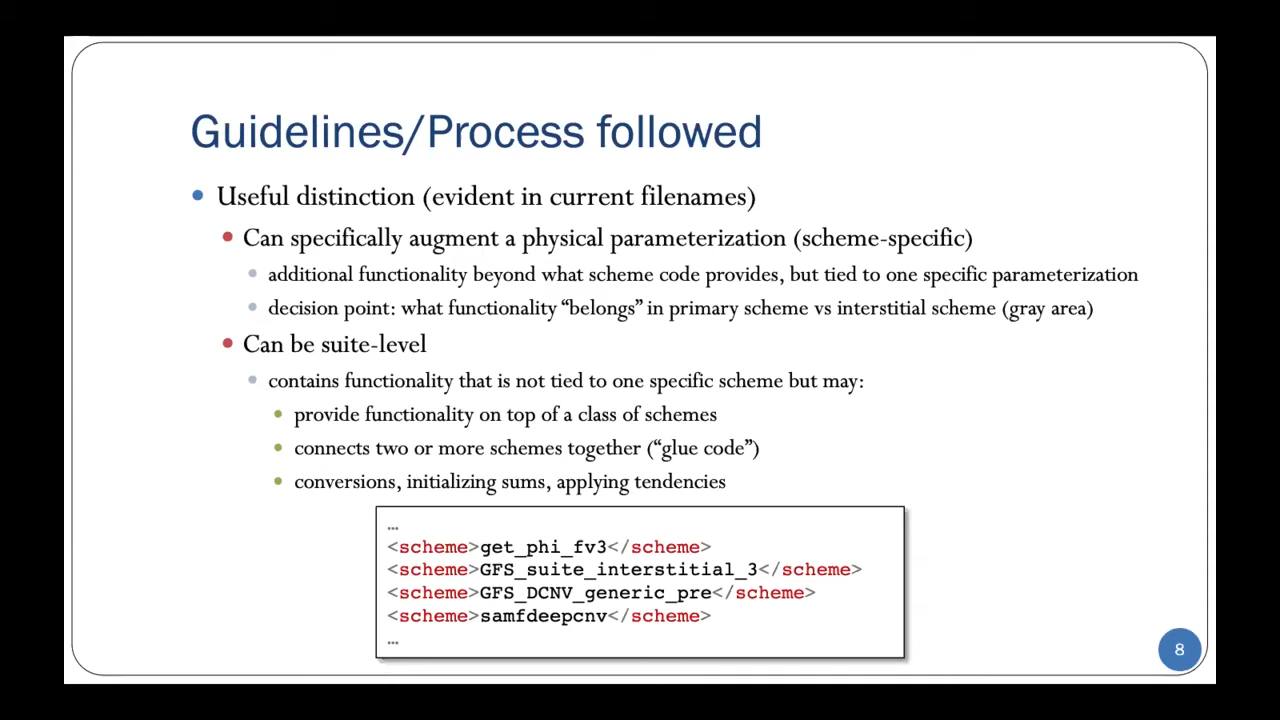 Guidelines/Process followed
Useful distinction (evident in current filenames)
Can specifically augment a physical parameterization (scheme-specific)
additional functionality beyond what scheme code provides, but tied to one specific parameterization
decision point: what functionality “belongs” in primary scheme vs interstitial scheme (gray area)
Can be suite-level
contains functionality that is not tied to one specific scheme but may:
provide functionality on top of a class of schemes
connects two or more schemes together (“glue code”)
conversions, initializing sums, applying tendencies
…
<scheme>get_phi_fv3</scheme>
<scheme>GFS_suite_interstitial_3</scheme>
<scheme>GFS_DCNV_generic_pre</scheme>
<scheme>samfdeepcnv</scheme>
…
8